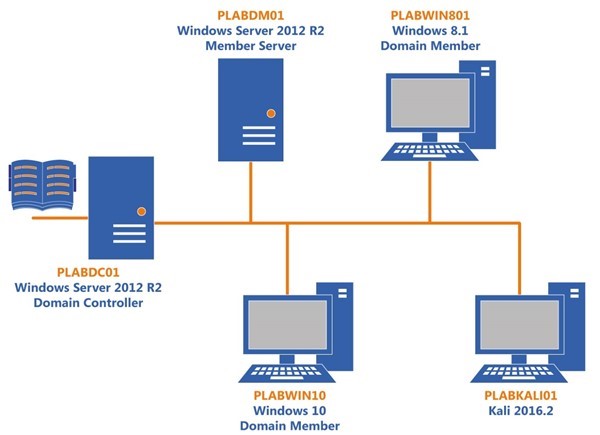 PLABDM01
Windows Server 2012 R2
Member Server
PLABWIN801
Windows 8.1
Domain Member
PLABDC01
Windows Server 2012 R2
Domain Controller
PLABWIN10
Windows 10
Domain Member
PLABKALI01
Kali 2016.2